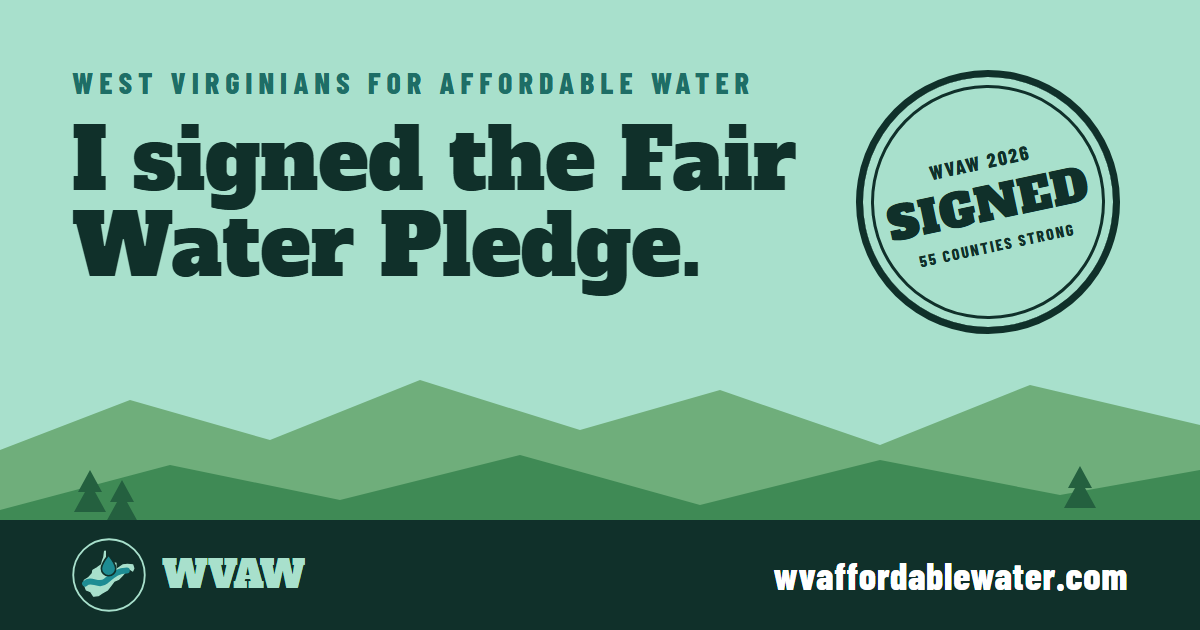 WEST VIRGINIANS FOR AFFORDABLE WATER
I signed the Fair
Water Pledge.
WVAW 2026
SIGNED
55 COUNTIES STRONG
WVAW
wvaffordablewater.com